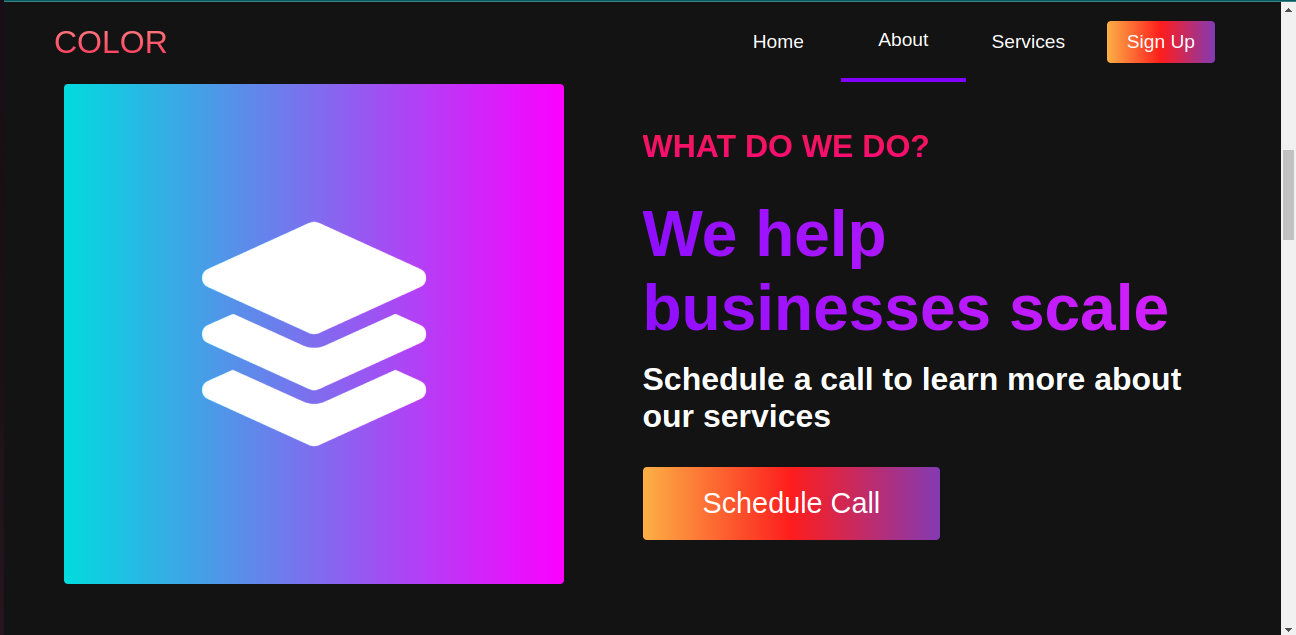 COLOR
Home
About
Services
Sign Up
WHAT DO WE DO?
We help
businesses scale
Schedule a call to learn more about
our services
Schedule Call